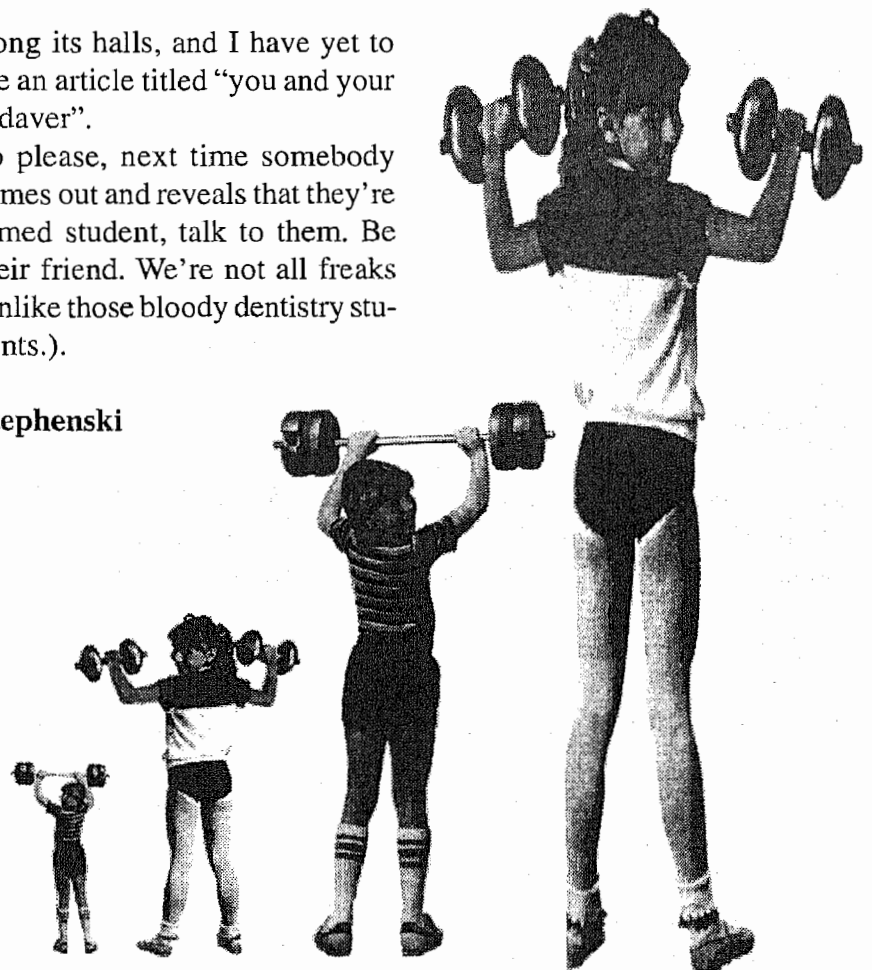 ong its halls, and I have yet to
e an article titled “you and your
daver”.
o please, next time somebody
mes out and reveals that they’re
med student, talk to them. Be
eir friend. We’re not all freaks
nlike those bloody dentistry stu-
nts.).
ephenski